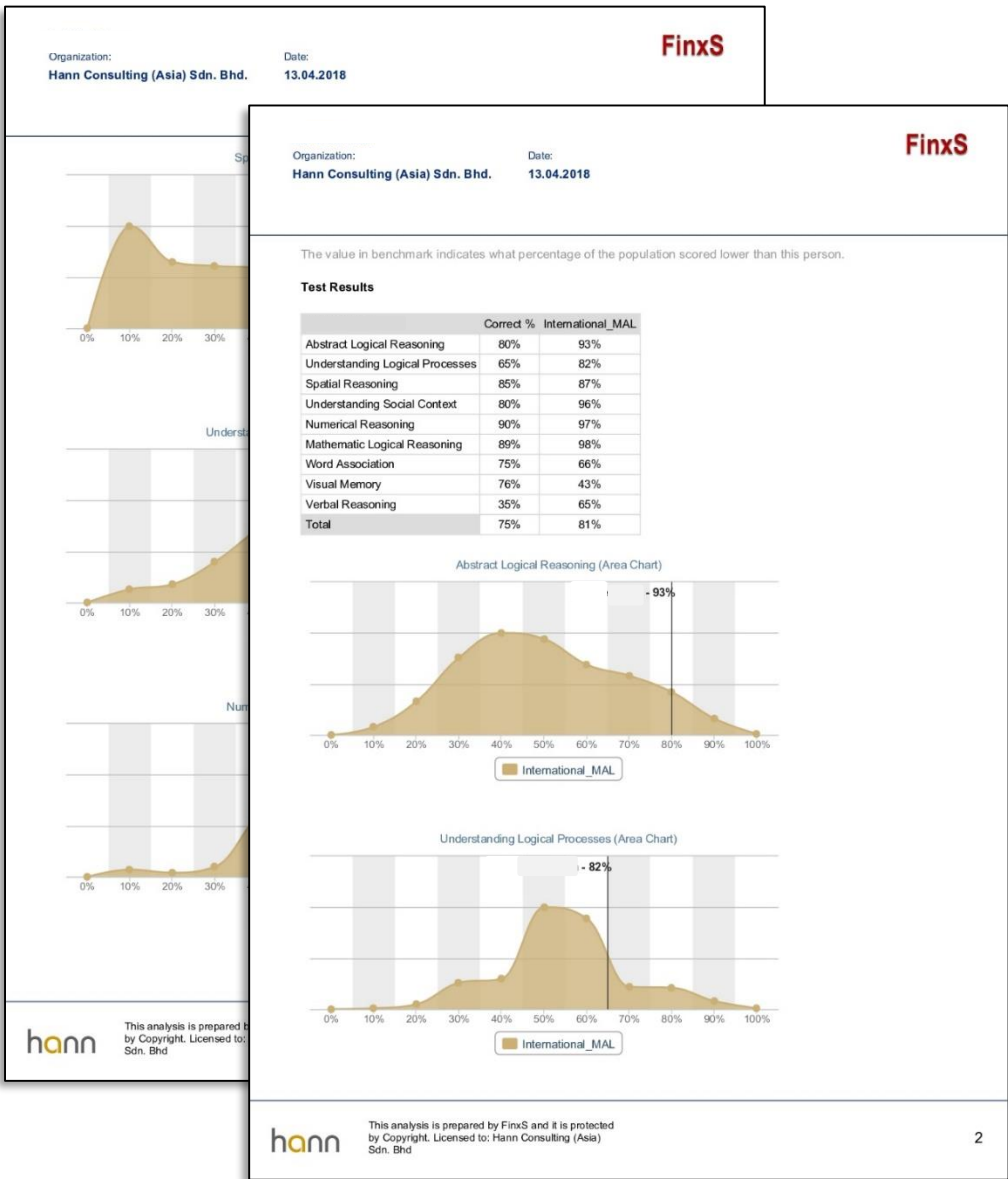 FinxS
Organization:
Date:
Hann Consulting (Asia) Sdn. Bhd.
13.04.2018
0% 10% 20% 30%
0% 10% 20% 30%
0% 10% 20% 30%
hann
This analysis is prepared
by Copyright. Licensed to:
Sdn. Bhd
FinxS
Organization:
Date:
Hann Consulting (Asia) Sdn. Bhd.
13.04.2018
The value in benchmark indicates what percentage of the population scored lower than this person.
Test Results
Correct % International_MAL
Abstract Logical Reasoning 80% 93%
Understanding Logical Processes 65% 82%
Spatial Reasoning 85% 87%
Understanding Social Context 80% 96%
Numerical Reasoning 90% 97%
Mathematic Logical Reasoning 89% 98%
Word Association 75% 66%
Visual Memory 76% 43%
Verbal Reasoning 35% 65%
Total 75% 81%
Abstract Logical Reasoning (Area Chart)
- 93%
0% 10% 20% 30% 40% 50% 60% 70% 80% 90% 100%
International_MAL
Understanding Logical Processes (Area Chart)
- 82%
0% 10% 20% 30% 40% 50% 60% 70% 80% 90% 100%
International_MAL
hann
This analysis is prepared by FinxS and it is protected
by Copyright. Licensed to: Hann Consulting (Asia)
Sdn. Bhd
2